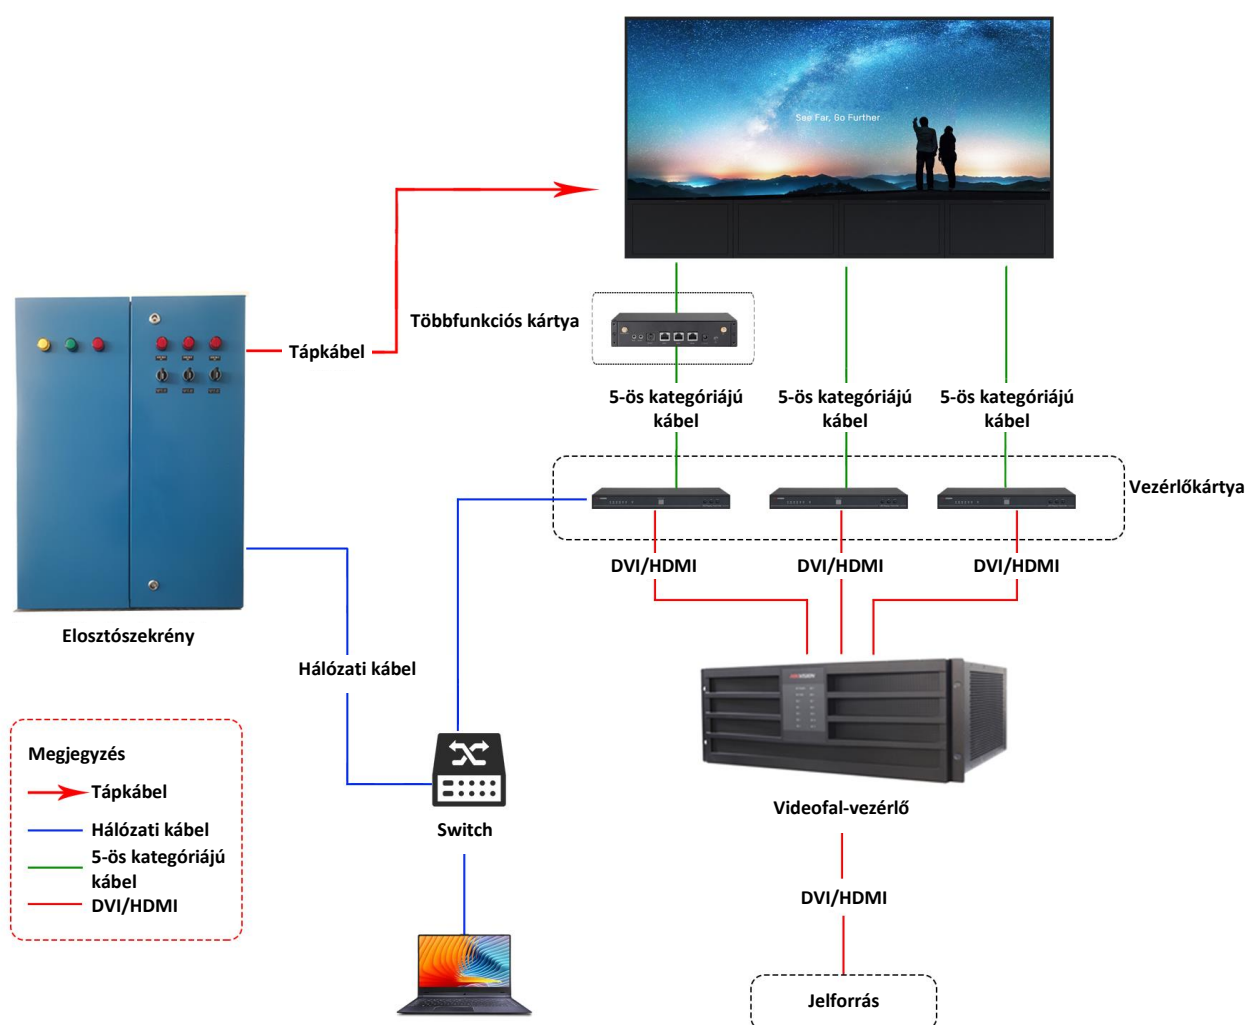 See Far, Go Further
Többfunkciós kártya
Tápkábel
5-ös kategóriájú
kábel
5-ös kategóriájú
kábel
5-ös kategóriájú
kábel
Vezérlőkártya
DVI/HDMI
DVI/HDMI
DVI/HDMI
Elosztószekrény
Hálózati kábel
HIKVISION
Megjegyzés
Tápkábel
Hálózati kábel
5-ös kategóriájú
kábel
DVI/HDMI
Switch
Videofal-vezérlő
DVI/HDMI
Jelforrás